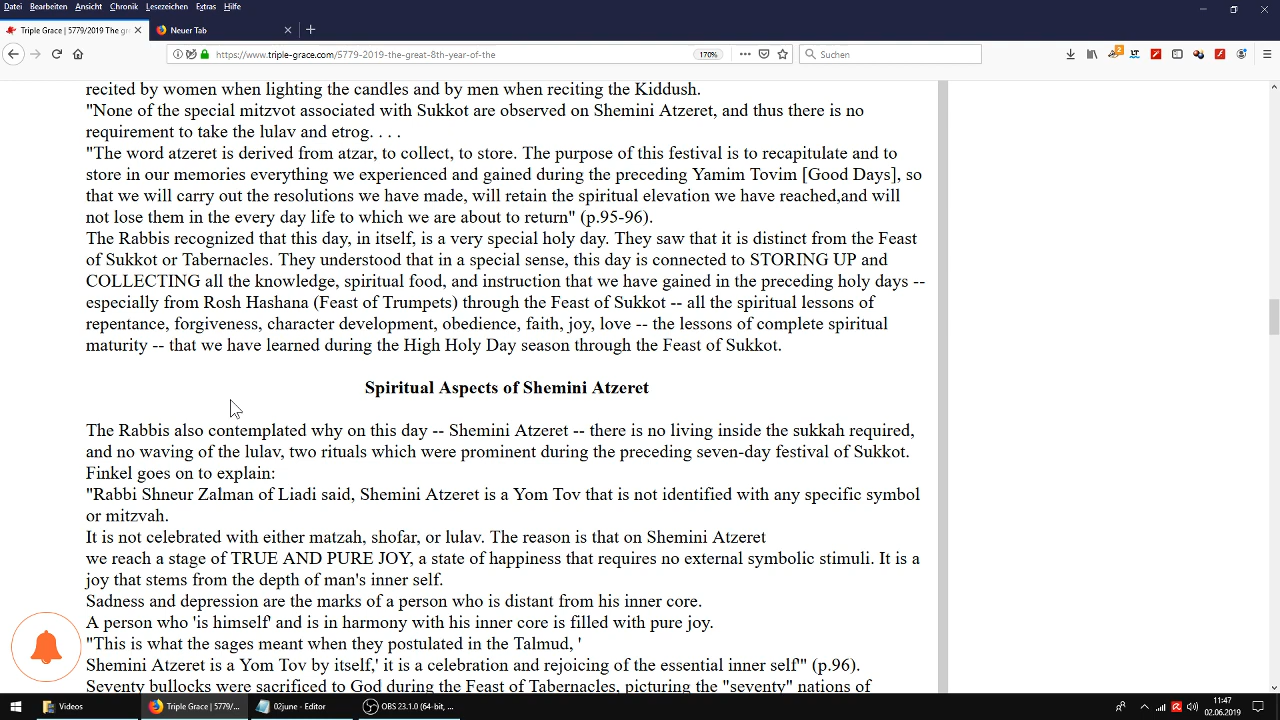 Datei Bearbeiten Ansicht Chronik Lesezeichen Extras Hilfe
Triple Grace | 5779/2019 The gr
Neuer Tab
https://www.triple-grace.com/5779-2019-the-great-8th-year-of-the
170%
Suchen
2
recited by women when lighting the candles and by men when reciting the Kiddush.
"None of the special mitzvot associated with Sukkot are observed on Shemini Atzeret, and thus there is no
requirement to take the lulav and etrog. . . .
"The word atzeret is derived from atzar, to collect, to store. The purpose of this festival is to recapitulate and to
store in our memories everything we experienced and gained during the preceding Yamim Tovim [Good Days], so
that we will carry out the resolutions we have made, will retain the spiritual elevation we have reached,and will
not lose them in the every day life to which we are about to return" (p.95-96).
The Rabbis recognized that this day, in itself, is a very special holy day. They saw that it is distinct from the Feast
of Sukkot or Tabernacles. They understood that in a special sense, this day is connected to STORING UP and
COLLECTING all the knowledge, spiritual food, and instruction that we have gained in the preceding holy days --
especially from Rosh Hashana (Feast of Trumpets) through the Feast of Sukkot -- all the spiritual lessons of
repentance, forgiveness, character development, obedience, faith, joy, love -- the lessons of complete spiritual
maturity -- that we have learned during the High Holy Day season through the Feast of Sukkot.
Spiritual Aspects of Shemini Atzeret
The Rabbis also contemplated why on this day -- Shemini Atzeret -- there is no living inside the sukkah required,
and no waving of the lulav, two rituals which were prominent during the preceding seven-day festival of Sukkot.
Finkel goes on to explain:
"Rabbi Shneur Zalman of Liadi said, Shemini Atzeret is a Yom Tov that is not identified with any specific symbol
or mitzvah.
It is not celebrated with either matzah, shofar, or lulav. The reason is that on Shemini Atzeret
we reach a stage of TRUE AND PURE JOY, a state of happiness that requires no external symbolic stimuli. It is a
joy that stems from the depth of man's inner self.
Sadness and depression are the marks of a person who is distant from his inner core.
A person who 'is himself' and is in harmony with his inner core is filled with pure joy.
"This is what the sages meant when they postulated in the Talmud, '
Shemini Atzeret is a Yom Tov by itself,' it is a celebration and rejoicing of the essential inner self'" (p.96).
Seventy bullocks were sacrificed to God during the Feast of Tabernacles, picturing the "seventy" nations of
Videos
Triple Grace | 5779/...
02june - Editor
OBS 23.1.0 (64-bit, ...
11:47
02.06.2019